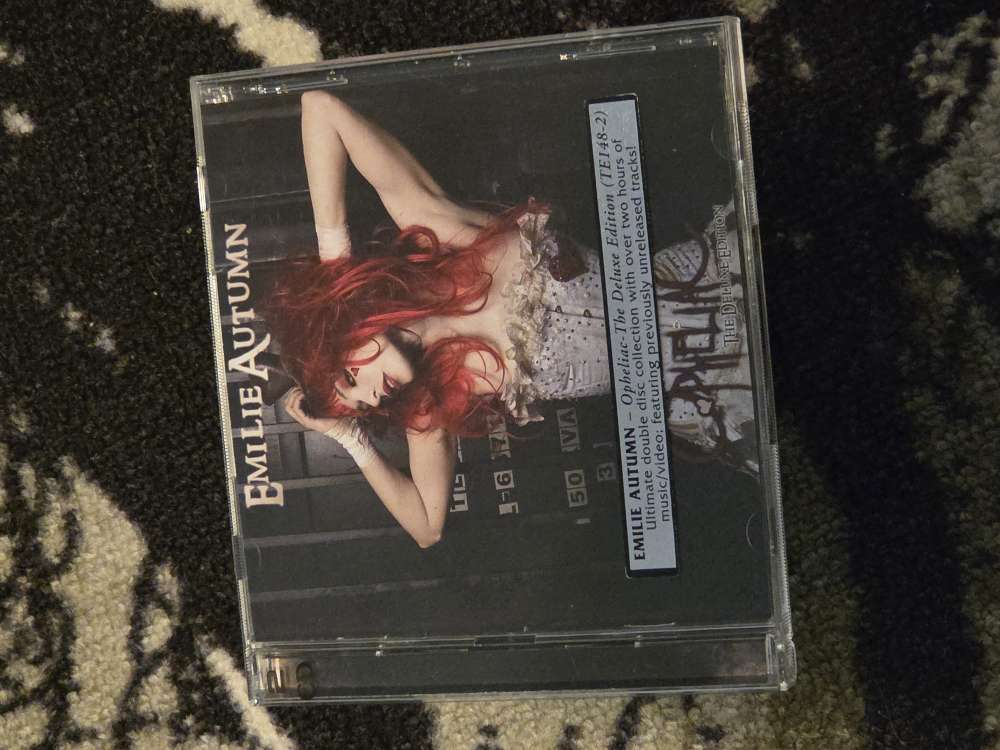 EMILIE AUTUMN
EMILIE AUTUMN – Opheliac-The Deluxe Edition (TE148-2)
Ultimate double disc collection with over two hours of
music/video; featuring previously unreleased tracks!
OPHELIAC
THE DELUXE EDITION